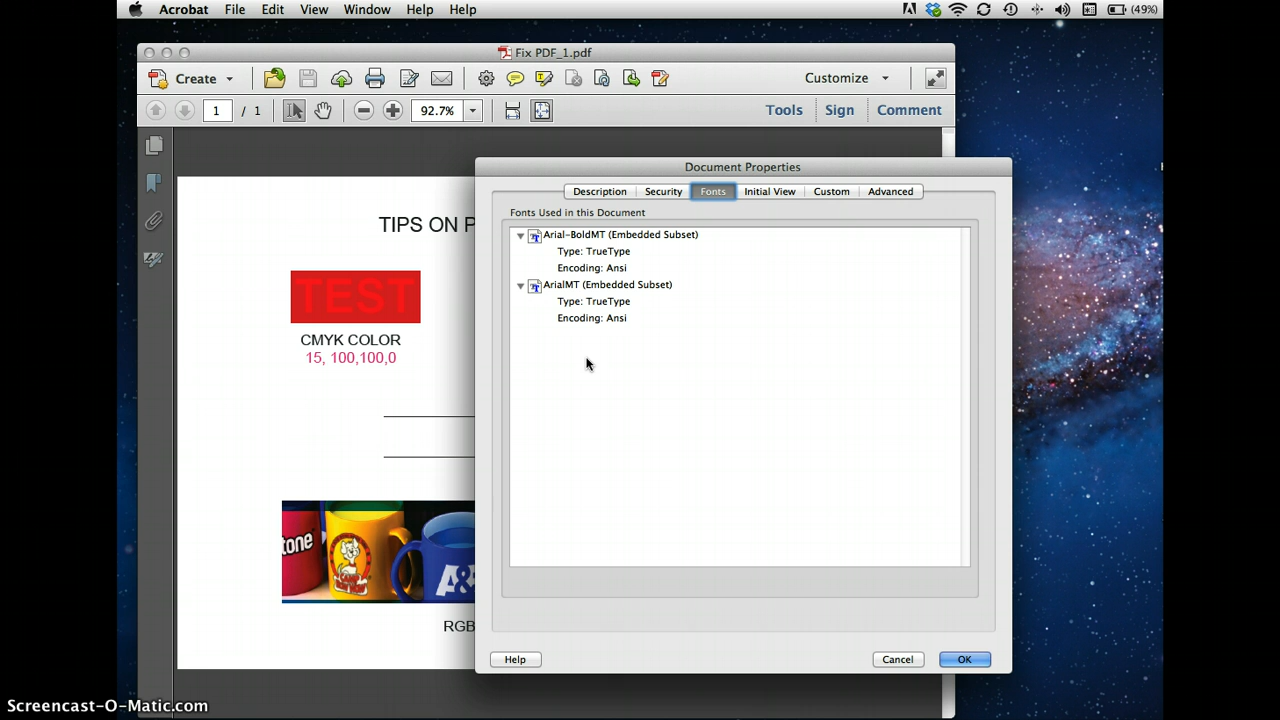 Acrobat File Edit View Window Help Help
(49%)
Fix PDF_1.pdf
Create
Customize
1 / 1
92.7%
Tools Sign Comment
Document Properties
Description Security Fonts Initial View Custom Advanced
Fonts Used in this Document
Arial-BoldMT (Embedded Subset)
Type: TrueType
Encoding: Ansi
ArialMT (Embedded Subset)
Type: TrueType
Encoding: Ansi
Help
Cancel
OK
TIPS ON P
TEST
CMYK COLOR
15, 100,100,0
tone
A&
RGB
Screencast-O-Matic.com